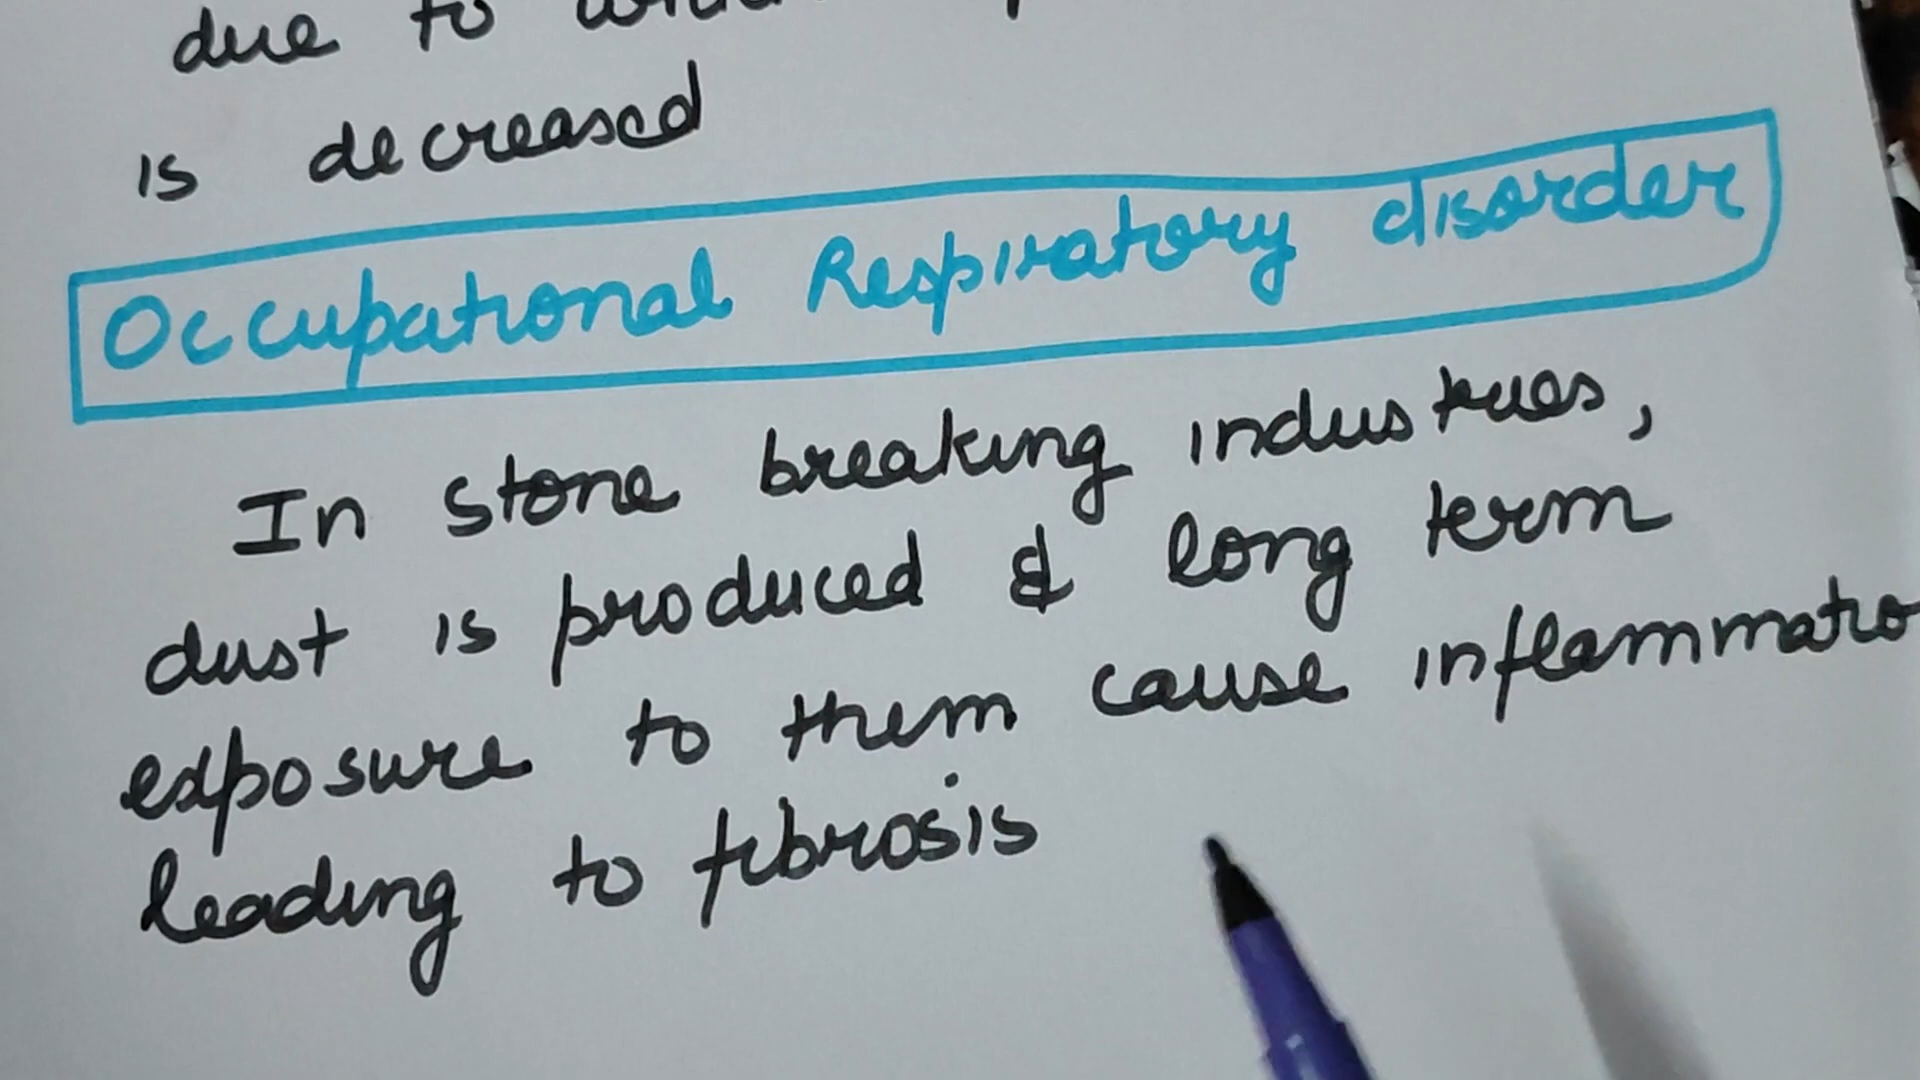 due to
is decreased
Occupational Respiratory disorder
In stone breaking industries,
dust is produced & long term
exposure to them cause inflammatio
leading to fibrosis